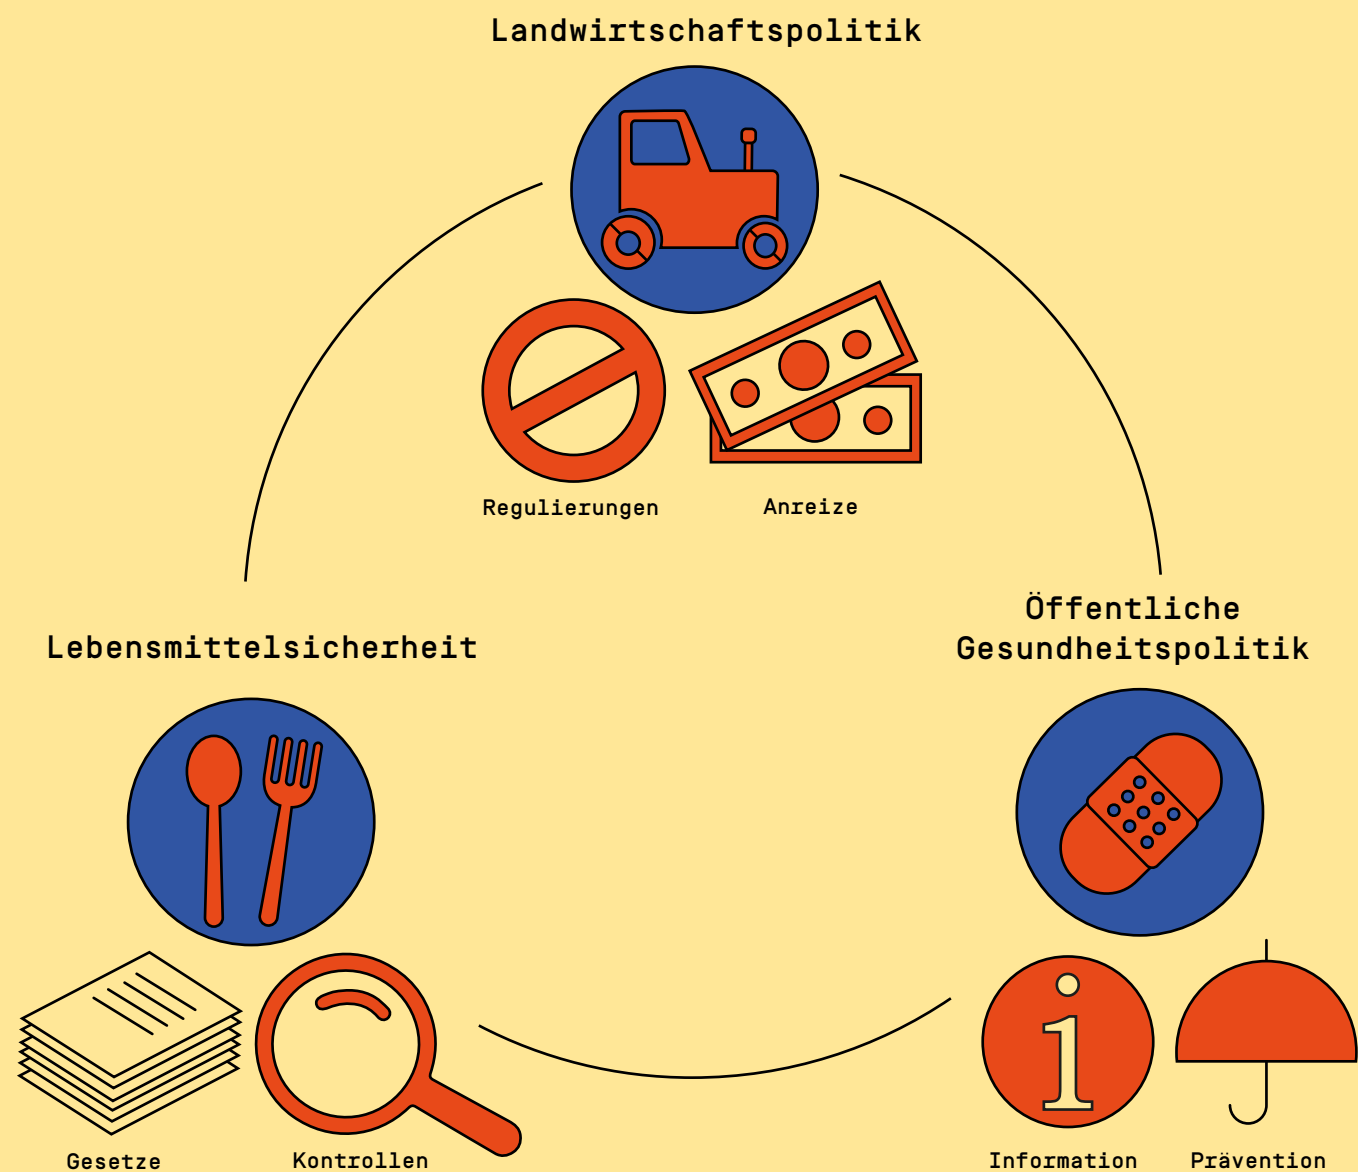 Landwirtschaftspolitik
Regulierungen
Anreize
Lebensmittelsicherheit
Gesetze
Kontrollen
Öffentliche
Gesundheitspolitik
Information
Prävention